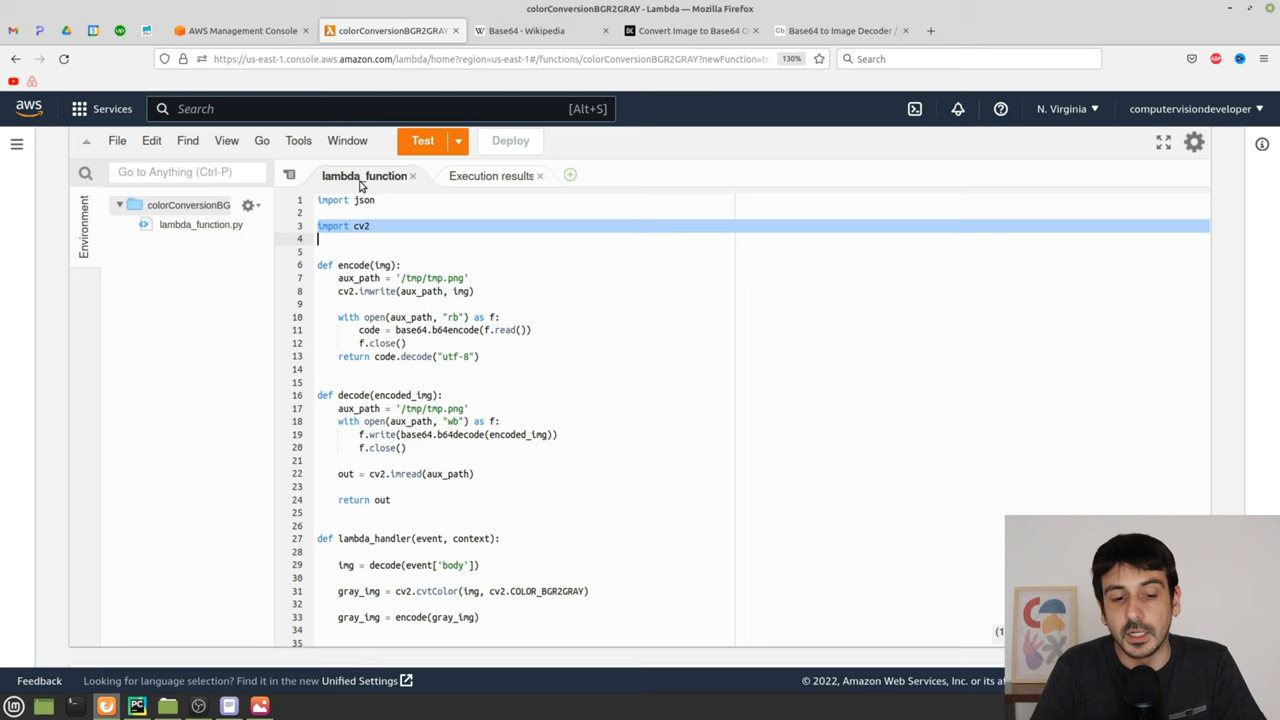 colorConversionBGR2GRAY - Lambda — Mozilla Firefox
AWS Management Console
colorConversionBGR2GRAY - L
Base64 - Wikipedia
Convert Image to Base64 O
Base64 to Image Decoder /
https://us-east-1.console.aws.amazon.com/lambda/home?region=us-east-1#/functions/colorConversionBGR2GRAY?newFunction=tr
130%
Search
aws
Services
Search
[Alt+S]
N. Virginia
computervisiondeveloper
File
Edit
Find
View
Go
Tools
Window
Test
Deploy
Go to Anything (Ctrl-P)
lambda_function
Execution results
Environment
colorConversionBG
lambda_function.py
1 import json
2
3 import cv2
4
5
6 def encode(img):
7 aux_path = '/tmp/tmp.png'
8 cv2.imwrite(aux_path, img)
9
10 with open(aux_path, "rb") as f:
11 code = base64.b64encode(f.read())
12 f.close()
13 return code.decode("utf-8")
14
15
16 def decode(encoded_img):
17 aux_path = '/tmp/tmp.png'
18 with open(aux_path, "wb") as f:
19 f.write(base64.b64decode(encoded_img))
20 f.close()
21
22 out = cv2.imread(aux_path)
23
24 return out
25
26
27 def lambda_handler(event, context):
28
29 img = decode(event['body'])
30
31 gray_img = cv2.cvtColor(img, cv2.COLOR_BGR2GRAY)
32
33 gray_img = encode(gray_img)
34
35
(1
Feedback
Looking for language selection? Find it in the new Unified Settings
© 2022, Amazon Web Services, Inc. or its a